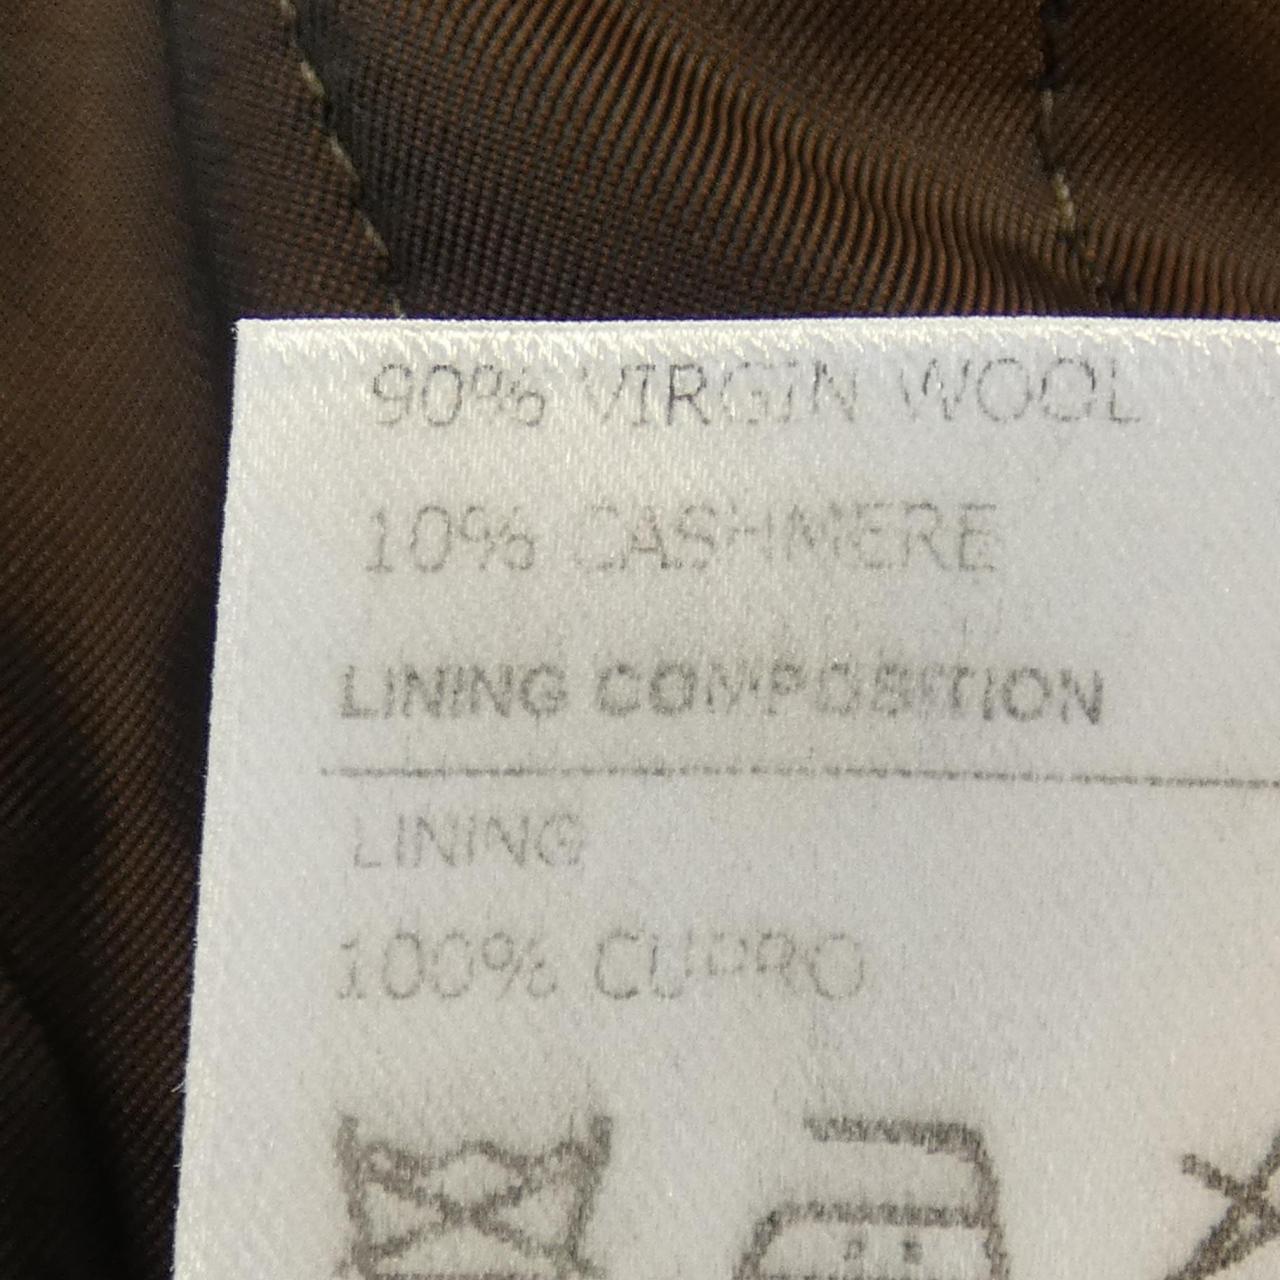 90% VIRGIN WOOL
10% CASHMERE
LINING COMPOSITION
LINING
100% CUPRO